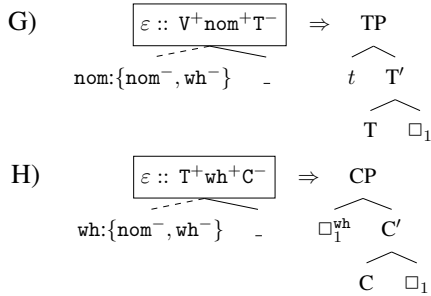 G) ε :: V⁺nom⁺T⁻ ⇒ TP
nom:{nom⁻, wh⁻} _ t T′
T □₁
H) ε :: T⁺wh⁺C⁻ ⇒ CP
wh:{nom⁻, wh⁻} _ □₁ʷʰ C′
C □₁